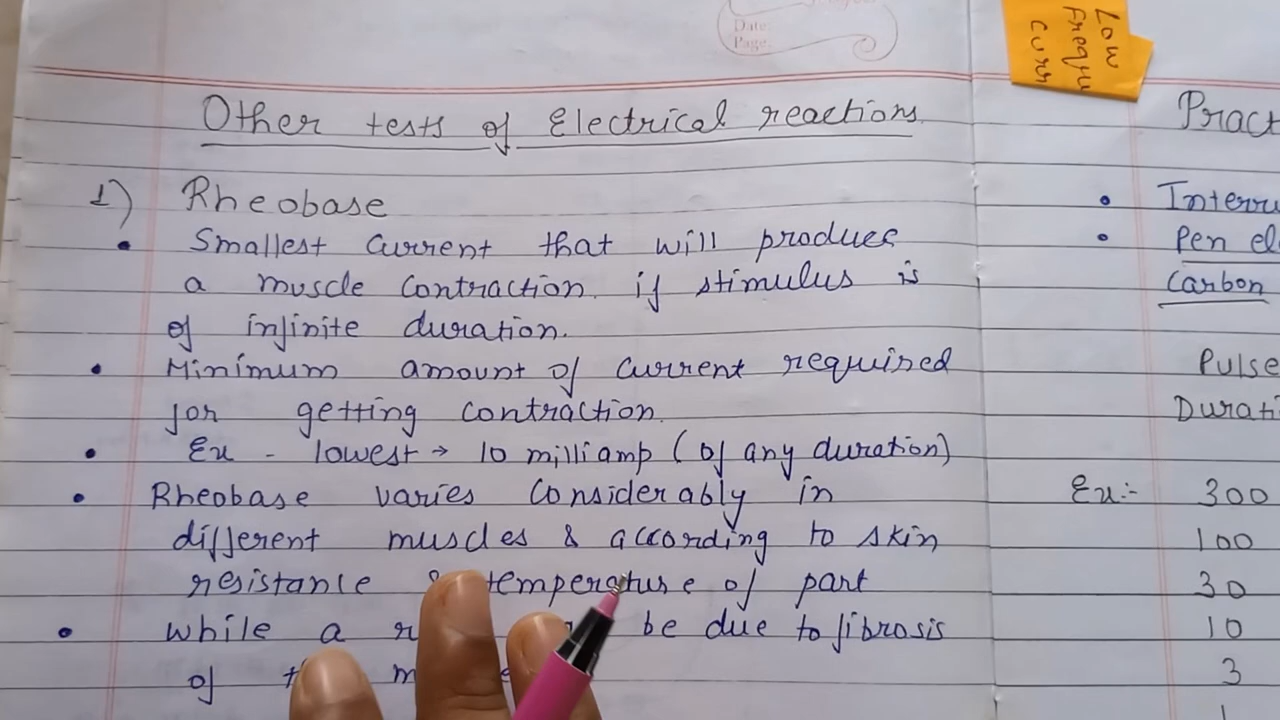 Date:
Page:
Low
frequ
curr
Other tests of Electrical reactions.
1) Rheobase
• Smallest current that will produce
a muscle contraction if stimulus is
of infinite duration.
• Minimum amount of current required
for getting contraction.
• Ex - lowest → 10 milliamp (of any duration)
• Rheobase varies considerably in
different muscles & according to skin
resistance & temperature of part
• while a be due to fibrosis
of
Pract
• Interru
• Pen el
Carbon
Pulse
Durati
Ex:- 300
100
30
10
3